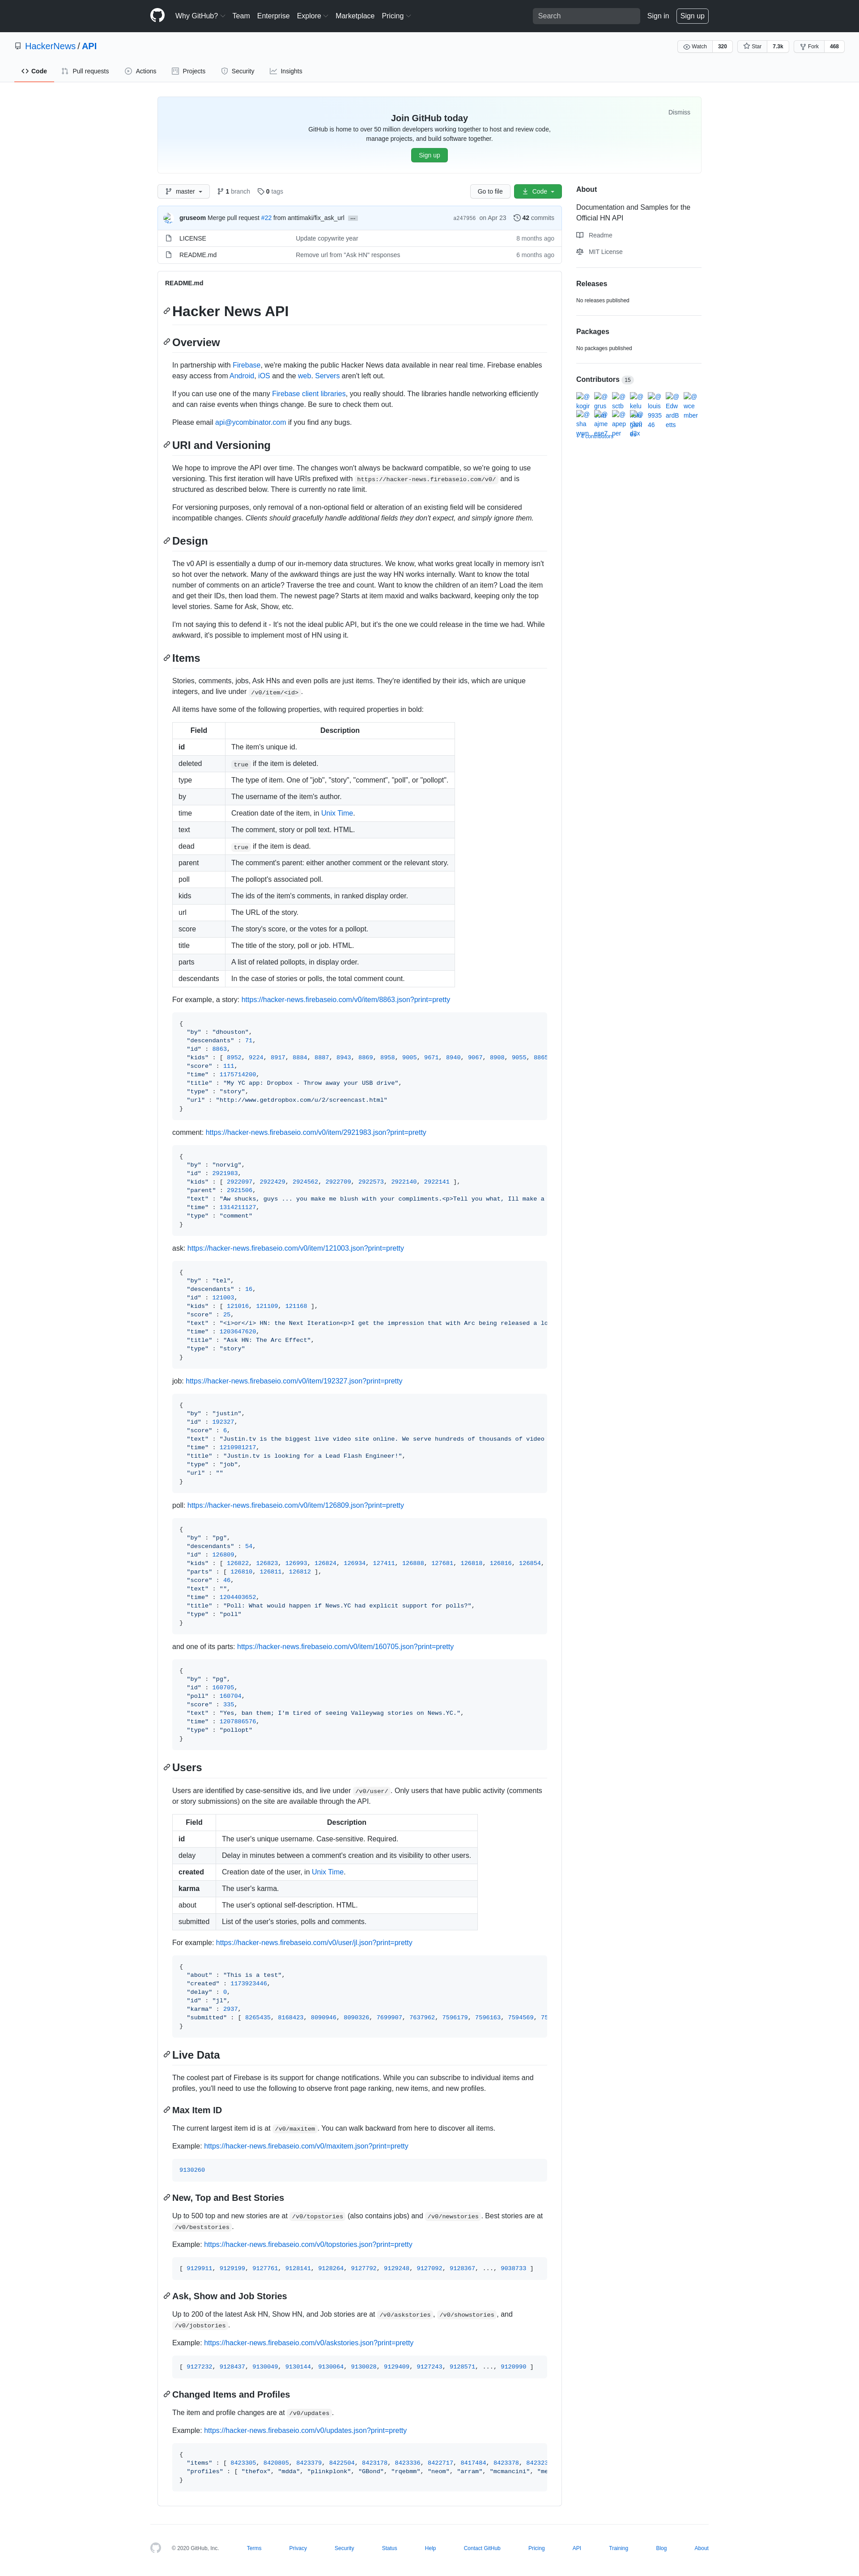 Why GitHub? Team Enterprise Explore Marketplace Pricing Search Sign in Sign up
HackerNews / API Watch 320 Star 7.3k Fork 468
Code Pull requests Actions Projects Security Insights
Join GitHub today
Dismiss
GitHub is home to over 50 million developers working together to host and review code,
manage projects, and build software together.
Sign up
master 1 branch 0 tags Go to file Code
gruseom Merge pull request #22 from anttimaki/fix_ask_url ... a247956 on Apr 23 42 commits
LICENSE Update copywrite year 8 months ago
README.md Remove url from "Ask HN" responses 6 months ago
README.md
Hacker News API
Overview
In partnership with Firebase, we're making the public Hacker News data available in near real time. Firebase enables
easy access from Android, iOS and the web. Servers aren't left out.
If you can use one of the many Firebase client libraries, you really should. The libraries handle networking efficiently
and can raise events when things change. Be sure to check them out.
Please email api@ycombinator.com if you find any bugs.
URI and Versioning
We hope to improve the API over time. The changes won't always be backward compatible, so we're going to use
versioning. This first iteration will have URIs prefixed with https://hacker-news.firebaseio.com/v0/ and is
structured as described below. There is currently no rate limit.
For versioning purposes, only removal of a non-optional field or alteration of an existing field will be considered
incompatible changes. Clients should gracefully handle additional fields they don't expect, and simply ignore them.
Design
The v0 API is essentially a dump of our in-memory data structures. We know, what works great locally in memory isn't
so hot over the network. Many of the awkward things are just the way HN works internally. Want to know the total
number of comments on an article? Traverse the tree and count. Want to know the children of an item? Load the item
and get their IDs, then load them. The newest page? Starts at item maxid and walks backward, keeping only the top
level stories. Same for Ask, Show, etc.
I'm not saying this to defend it - It's not the ideal public API, but it's the one we could release in the time we had. While
awkward, it's possible to implement most of HN using it.
Items
Stories, comments, jobs, Ask HNs and even polls are just items. They're identified by their ids, which are unique
integers, and live under /v0/item/<id> .
All items have some of the following properties, with required properties in bold:
Field Description
id The item's unique id.
deleted true if the item is deleted.
type The type of item. One of "job", "story", "comment", "poll", or "pollopt".
by The username of the item's author.
time Creation date of the item, in Unix Time.
text The comment, story or poll text. HTML.
dead true if the item is dead.
parent The comment's parent: either another comment or the relevant story.
poll The pollopt's associated poll.
kids The ids of the item's comments, in ranked display order.
url The URL of the story.
score The story's score, or the votes for a pollopt.
title The title of the story, poll or job. HTML.
parts A list of related pollopts, in display order.
descendants In the case of stories or polls, the total comment count.
For example, a story: https://hacker-news.firebaseio.com/v0/item/8863.json?print=pretty
{
"by" : "dhouston",
"descendants" : 71,
"id" : 8863,
"kids" : [ 8952, 9224, 8917, 8884, 8887, 8943, 8869, 8958, 9005, 9671, 8940, 9067, 8908, 9055, 8865
"score" : 111,
"time" : 1175714200,
"title" : "My YC app: Dropbox - Throw away your USB drive",
"type" : "story",
"url" : "http://www.getdropbox.com/u/2/screencast.html"
}
comment: https://hacker-news.firebaseio.com/v0/item/2921983.json?print=pretty
{
"by" : "norvig",
"id" : 2921983,
"kids" : [ 2922097, 2922429, 2924562, 2922709, 2922573, 2922140, 2922141 ],
"parent" : 2921506,
"text" : "Aw shucks, guys ... you make me blush with your compliments.<p>Tell you what, Ill make a
"time" : 1314211127,
"type" : "comment"
}
ask: https://hacker-news.firebaseio.com/v0/item/121003.json?print=pretty
{
"by" : "tel",
"descendants" : 16,
"id" : 121003,
"kids" : [ 121016, 121109, 121168 ],
"score" : 25,
"text" : "<i>or</i> HN: the Next Iteration<p>I get the impression that with Arc being released a lo
"time" : 1203647620,
"title" : "Ask HN: The Arc Effect",
"type" : "story"
}
job: https://hacker-news.firebaseio.com/v0/item/192327.json?print=pretty
{
"by" : "justin",
"id" : 192327,
"score" : 6,
"text" : "Justin.tv is the biggest live video site online. We serve hundreds of thousands of video
"time" : 1210981217,
"title" : "Justin.tv is looking for a Lead Flash Engineer!",
"type" : "job",
"url" : ""
}
poll: https://hacker-news.firebaseio.com/v0/item/126809.json?print=pretty
{
"by" : "pg",
"descendants" : 54,
"id" : 126809,
"kids" : [ 126822, 126823, 126993, 126824, 126934, 127411, 126888, 127681, 126818, 126816, 126854,
"parts" : [ 126810, 126811, 126812 ],
"score" : 46,
"text" : "",
"time" : 1204403652,
"title" : "Poll: What would happen if News.YC had explicit support for polls?",
"type" : "poll"
}
and one of its parts: https://hacker-news.firebaseio.com/v0/item/160705.json?print=pretty
{
"by" : "pg",
"id" : 160705,
"poll" : 160704,
"score" : 335,
"text" : "Yes, ban them; I'm tired of seeing Valleywag stories on News.YC.",
"time" : 1207886576,
"type" : "pollopt"
}
Users
Users are identified by case-sensitive ids, and live under /v0/user/ . Only users that have public activity (comments
or story submissions) on the site are available through the API.
Field Description
id The user's unique username. Case-sensitive. Required.
delay Delay in minutes between a comment's creation and its visibility to other users.
created Creation date of the user, in Unix Time.
karma The user's karma.
about The user's optional self-description. HTML.
submitted List of the user's stories, polls and comments.
For example: https://hacker-news.firebaseio.com/v0/user/jl.json?print=pretty
{
"about" : "This is a test",
"created" : 1173923446,
"delay" : 0,
"id" : "jl",
"karma" : 2937,
"submitted" : [ 8265435, 8168423, 8090946, 8090326, 7699907, 7637962, 7596179, 7596163, 7594569, 75
}
Live Data
The coolest part of Firebase is its support for change notifications. While you can subscribe to individual items and
profiles, you'll need to use the following to observe front page ranking, new items, and new profiles.
Max Item ID
The current largest item id is at /v0/maxitem . You can walk backward from here to discover all items.
Example: https://hacker-news.firebaseio.com/v0/maxitem.json?print=pretty
9130260
New, Top and Best Stories
Up to 500 top and new stories are at /v0/topstories (also contains jobs) and /v0/newstories . Best stories are at
/v0/beststories .
Example: https://hacker-news.firebaseio.com/v0/topstories.json?print=pretty
[ 9129911, 9129199, 9127761, 9128141, 9128264, 9127792, 9129248, 9127092, 9128367, ..., 9038733 ]
Ask, Show and Job Stories
Up to 200 of the latest Ask HN, Show HN, and Job stories are at /v0/askstories , /v0/showstories , and
/v0/jobstories .
Example: https://hacker-news.firebaseio.com/v0/askstories.json?print=pretty
[ 9127232, 9128437, 9130049, 9130144, 9130064, 9130028, 9129409, 9127243, 9128571, ..., 9120990 ]
Changed Items and Profiles
The item and profile changes are at /v0/updates .
Example: https://hacker-news.firebaseio.com/v0/updates.json?print=pretty
{
"items" : [ 8423305, 8420805, 8423379, 8422504, 8423178, 8423336, 8422717, 8417484, 8423378, 842323
"profiles" : [ "thefox", "mdda", "plinkplonk", "GBond", "rqebmm", "neom", "arram", "mcmancini", "me
}
About
Documentation and Samples for the
Official HN API
Readme
MIT License
Releases
No releases published
Packages
No packages published
Contributors 15
© 2020 GitHub, Inc. Terms Privacy Security Status Help Contact GitHub Pricing API Training Blog About